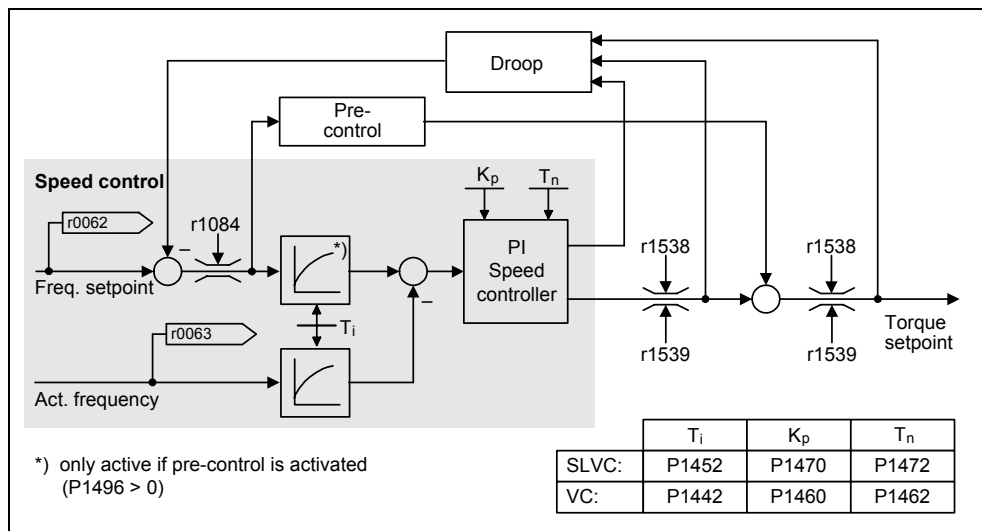 Droop
Pre-
control
Speed control
Kp
Tn
r0062
r1084
*)
PI
Speed
controller
r1538
r1538
Freq. setpoint
Ti
r0063
r1539
r1539
Torque
setpoint
Act. frequency
*) only active if pre-control is activated
(P1496 > 0)
Ti Kp Tn
SLVC: P1452 P1470 P1472
VC: P1442 P1460 P1462